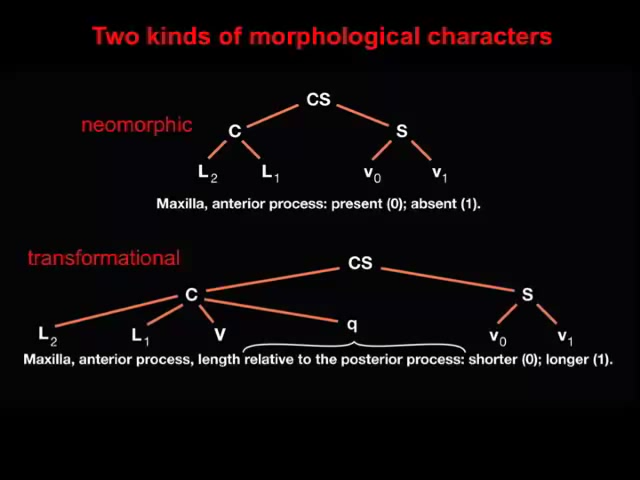 Two kinds of morphological characters
CS
neomorphic
C S
L2 L1 v0 v1
Maxilla, anterior process: present (0); absent (1).
transformational
CS
C S
L2 L1 V q v0 v1
Maxilla, anterior process, length relative to the posterior process: shorter (0); longer (1).